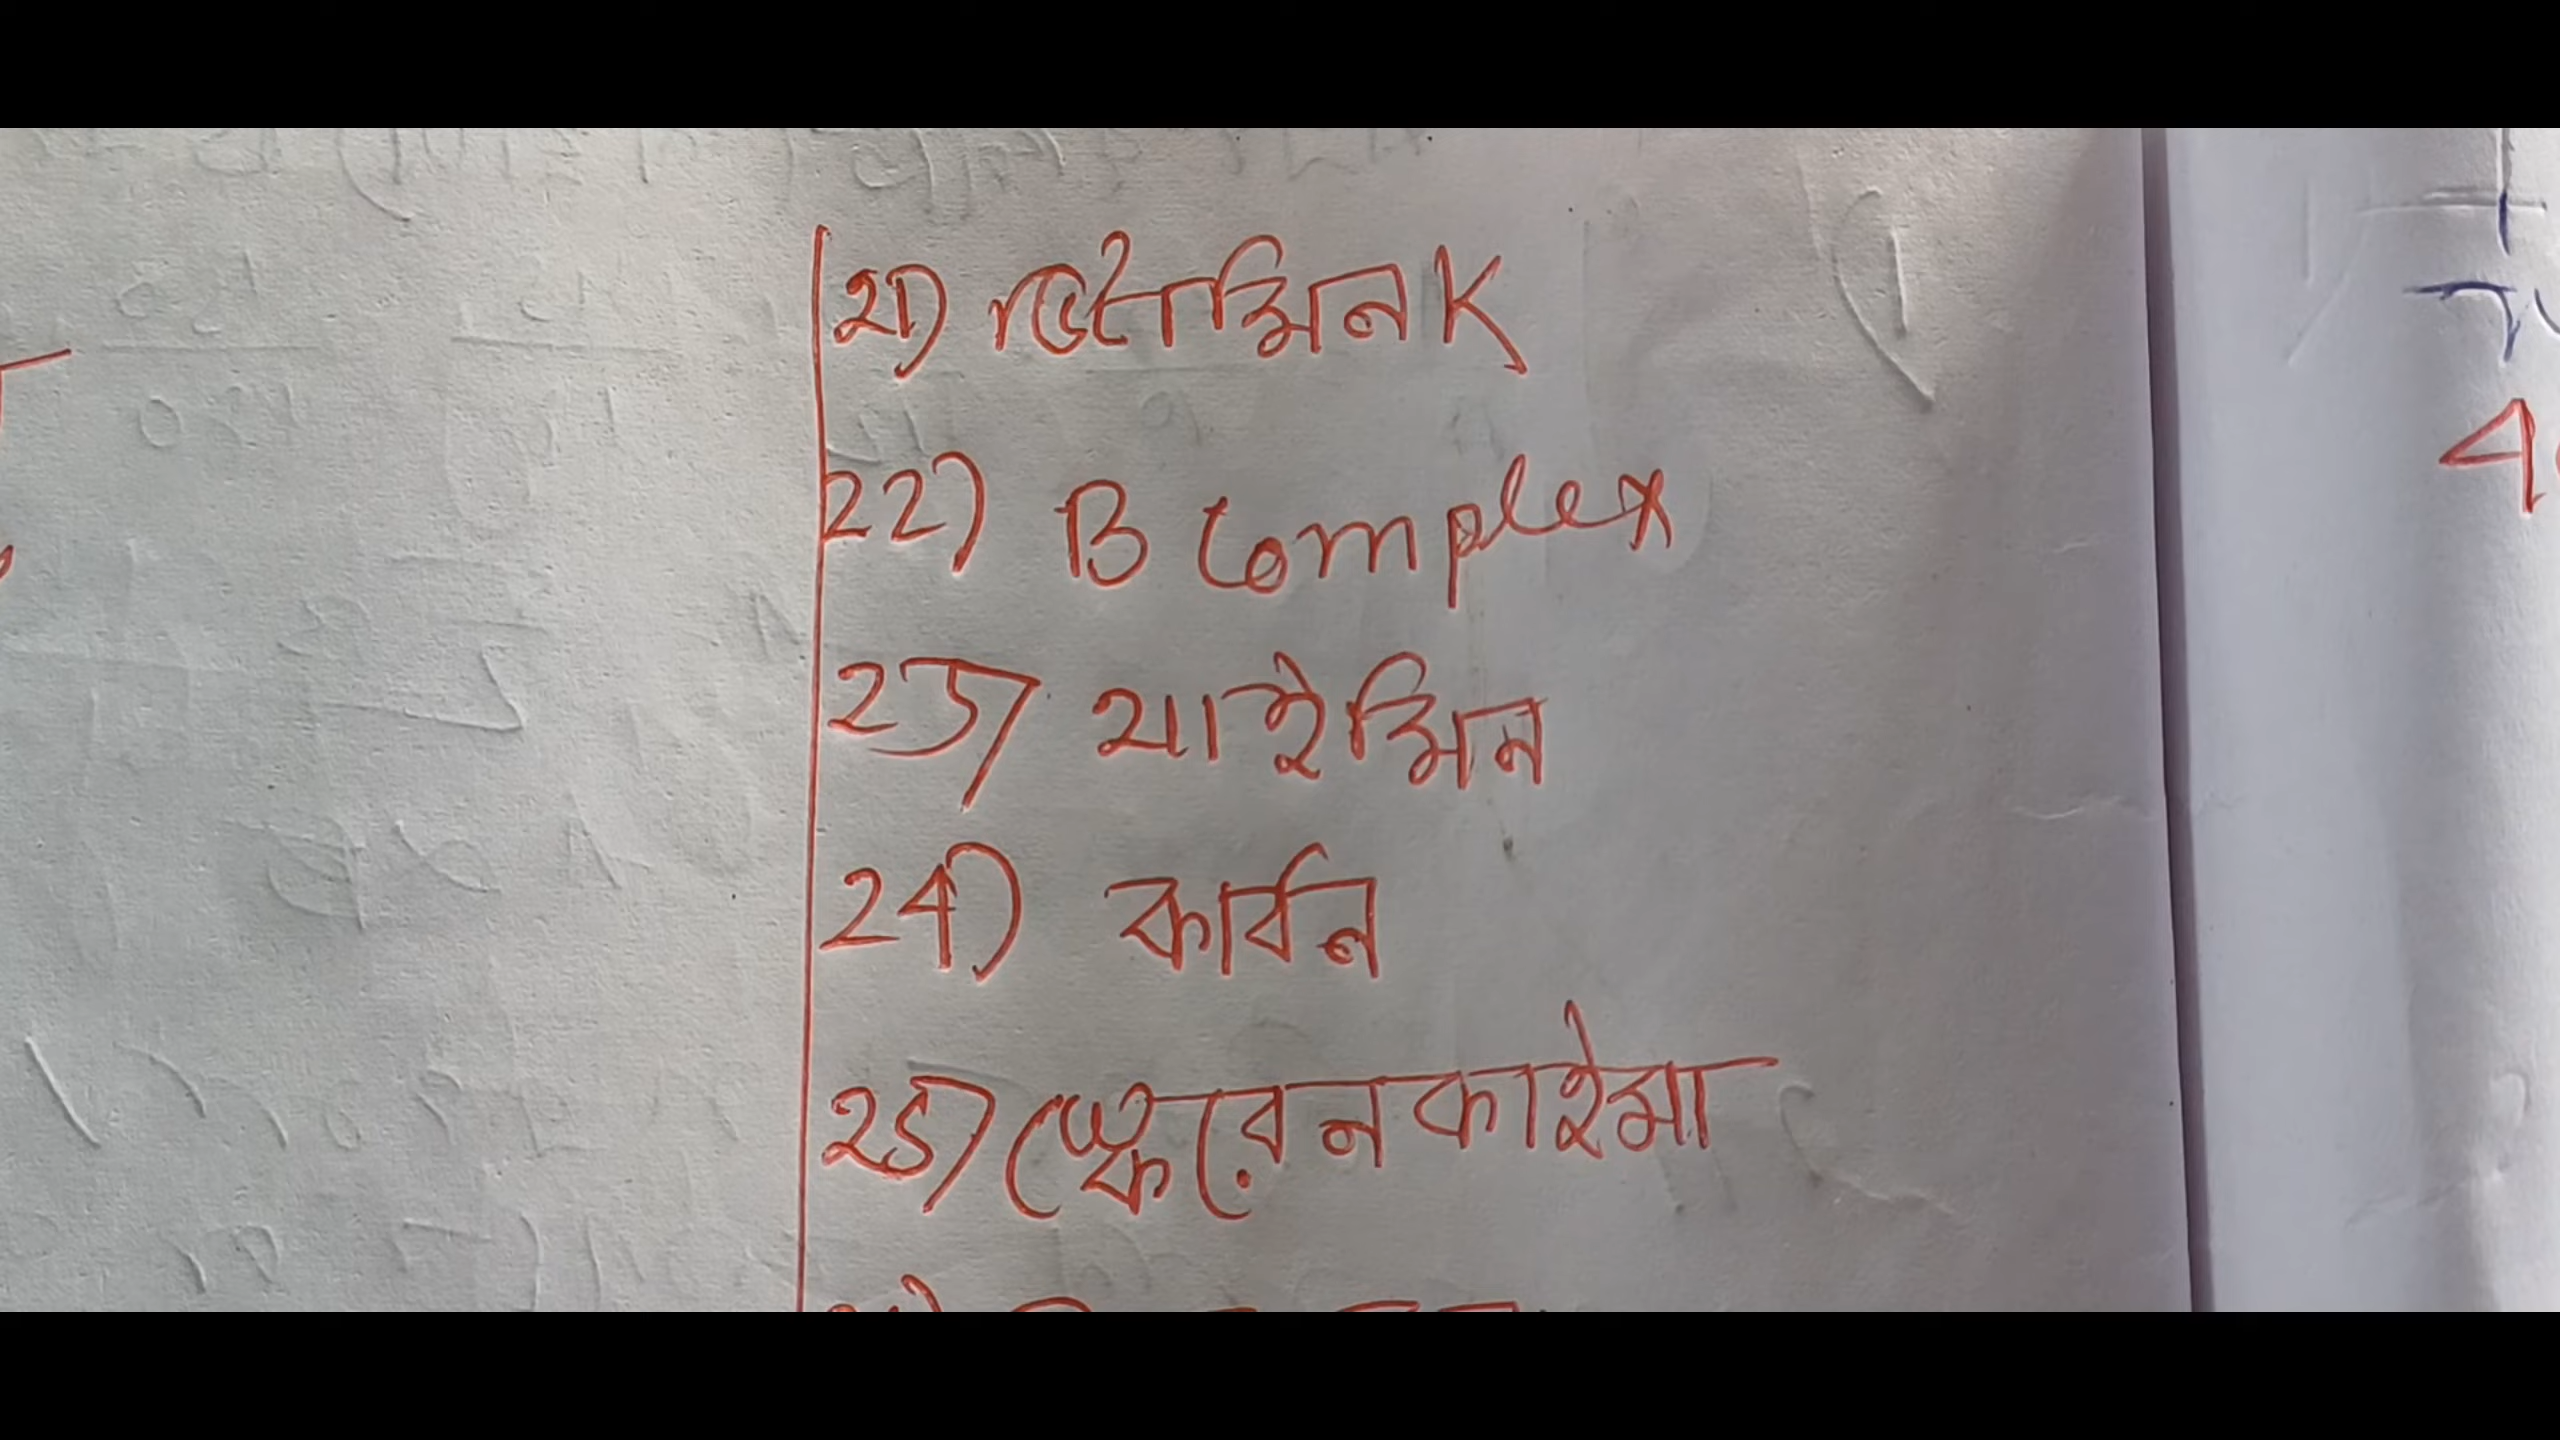 21) ভিটামিন K
22) B Complex
23) থাইমিন
24) কার্বন
25) স্ক্লেরেনকাইমা